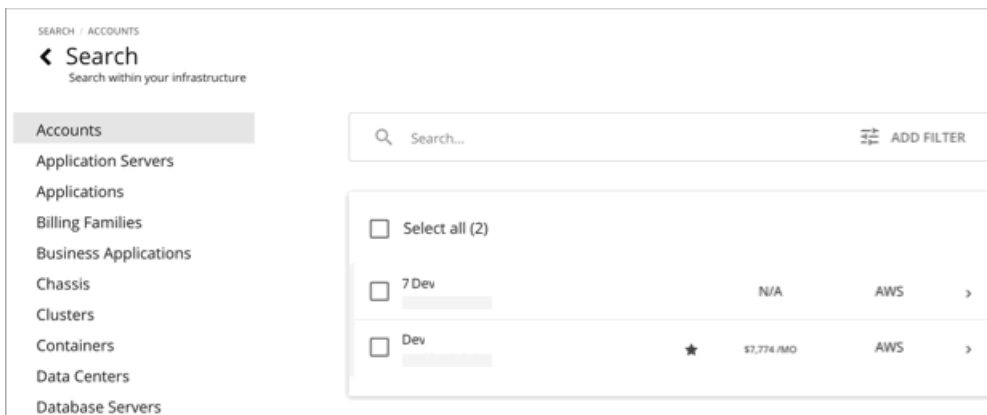 SEARCH / ACCOUNTS
Search
Search within your infrastructure
Accounts
Application Servers
Applications
Billing Families
Business Applications
Chassis
Clusters
Containers
Data Centers
Database Servers
Search...
ADD FILTER
Select all (2)
7 Dev
N/A
AWS
Dev
$7,774 /MO
AWS